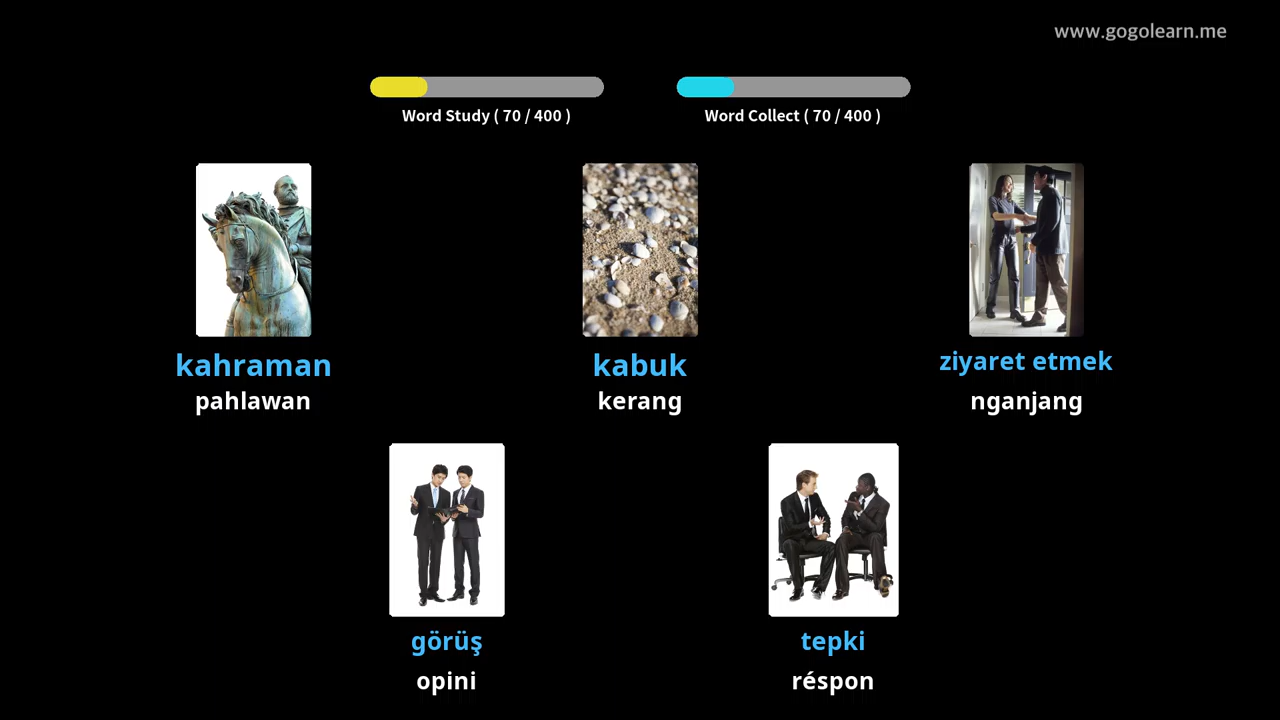 www.gogolearn.me
Word Study ( 70 / 400 )
Word Collect ( 70 / 400 )
kahraman
pahlawan
kabuk
kerang
ziyaret etmek
nganjang
görüş
opini
tepki
réspon